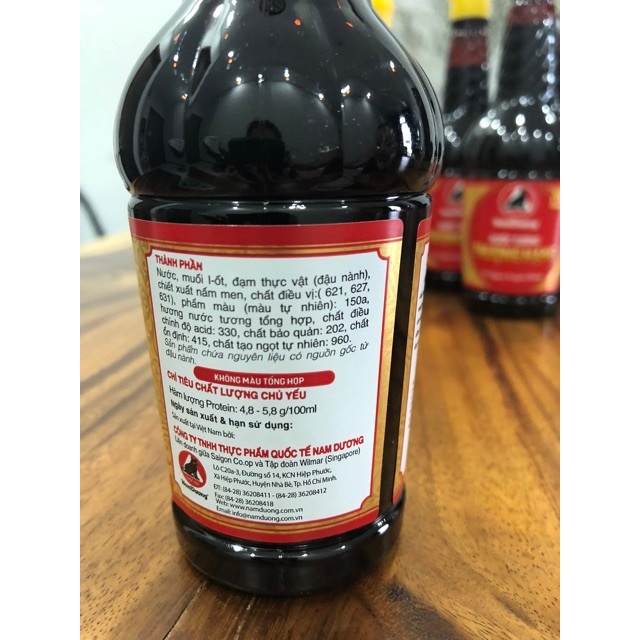 THÀNH PHẦN
Nước, muối I-ốt, đạm thực vật (đậu nành),
chiết xuất nấm men, chất điều vị:( 621, 627,
631), phẩm màu (màu tự nhiên): 150a,
hương nước tương tổng hợp, chất điều
chỉnh độ acid: 330, chất bảo quản: 202, chất
ổn định: 415, chất tạo ngọt tự nhiên: 960.
Sản phẩm chứa nguyên liệu có nguồn gốc từ
đậu nành.
KHÔNG MÀU TỔNG HỢP
CHỈ TIÊU CHẤT LƯỢNG CHỦ YẾU
Hàm lượng Protein: 4,8 - 5,8 g/100ml
Ngày sản xuất & hạn sử dụng:
Sản xuất tại Việt Nam bởi:
CÔNG TY TNHH THỰC PHẨM QUỐC TẾ NAM DƯƠNG
Liên doanh giữa Saigon Co.op và Tập đoàn Wilmar (Singapore)
Lô C20a-3, Đường số 14, KCN Hiệp Phước,
Xã Hiệp Phước, Huyện Nhà Bè, Tp. Hồ Chí Minh.
ĐT: (84-28) 36208411 - (84-28) 36208412
Fax: (84-28) 36208418
Web: www.namduong.com.vn
Email: info@namduong.com.vn
NamDuong